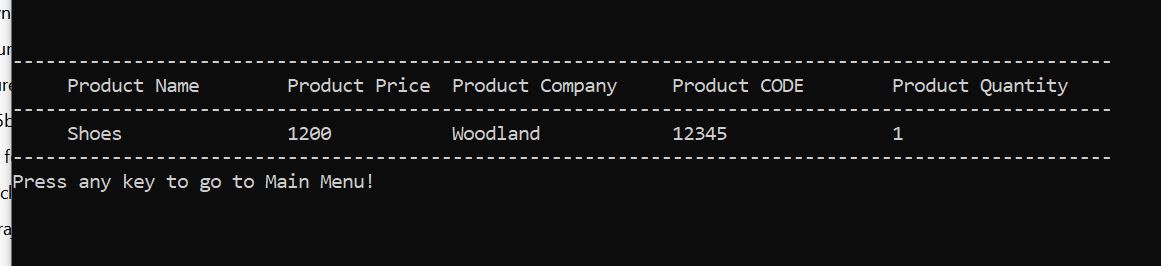 ----------------------------------------------------------------------------------------------------
Product Name Product Price Product Company Product CODE Product Quantity
----------------------------------------------------------------------------------------------------
Shoes 1200 Woodland 12345 1
----------------------------------------------------------------------------------------------------
Press any key to go to Main Menu!